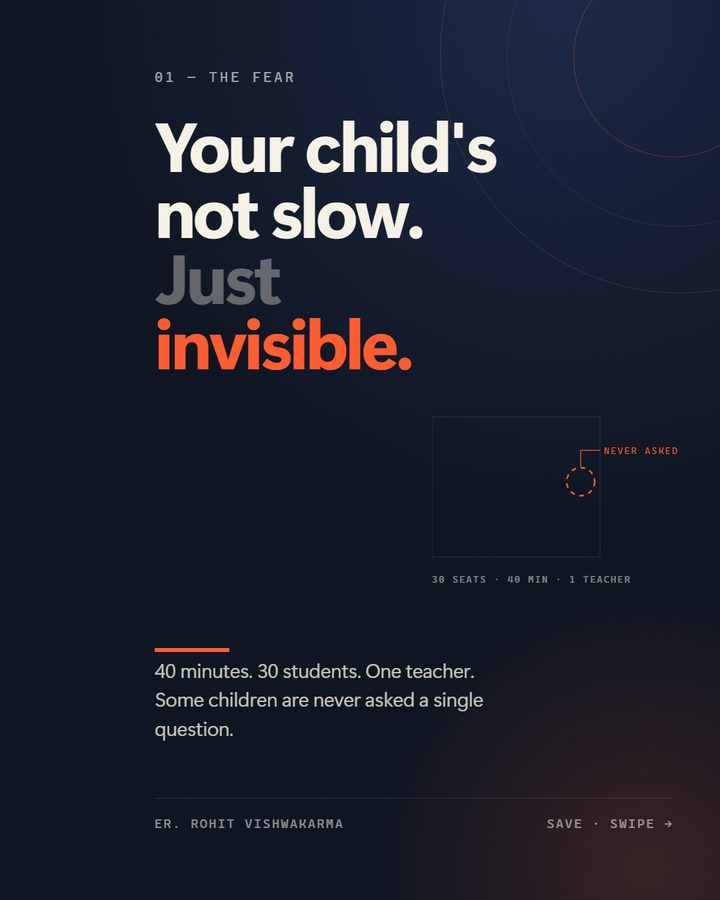 01 — THE FEAR
Your child's
not slow.
Just
invisible.
NEVER ASKED
30 SEATS · 40 MIN · 1 TEACHER
40 minutes. 30 students. One teacher.
Some children are never asked a single
question.
ER. ROHIT VISHWAKARMA
SAVE · SWIPE →